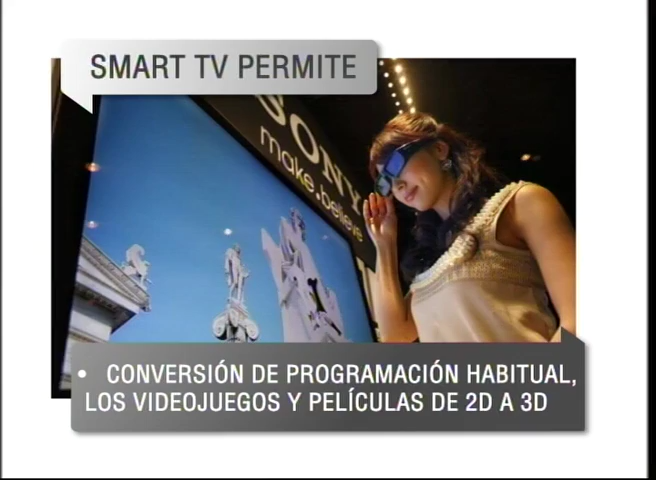 SMART TV PERMITE
SONY
make.believe
• CONVERSIÓN DE PROGRAMACIÓN HABITUAL,
LOS VIDEOJUEGOS Y PELÍCULAS DE 2D A 3D